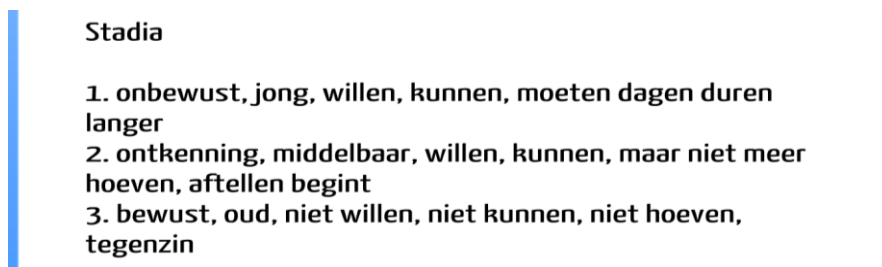 Stadia
1. onbewust, jong, willen, kunnen, moeten dagen duren
langer
2. ontkenning, middelbaar, willen, kunnen, maar niet meer
hoeven, aftellen begint
3. bewust, oud, niet willen, niet kunnen, niet hoeven,
tegenzin